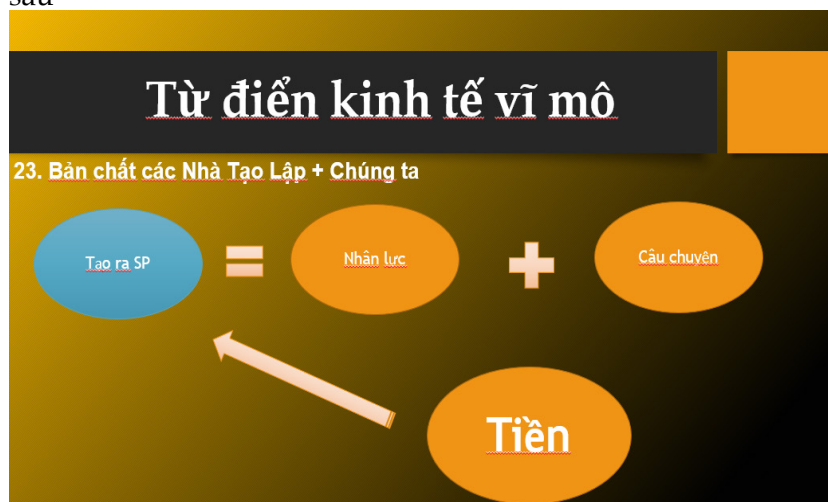 sau
Từ điển kinh tế vĩ mô
23. Bản chất các Nhà Tạo Lập + Chúng ta
Tạo ra SP
Nhân lực
Câu chuyện
Tiền